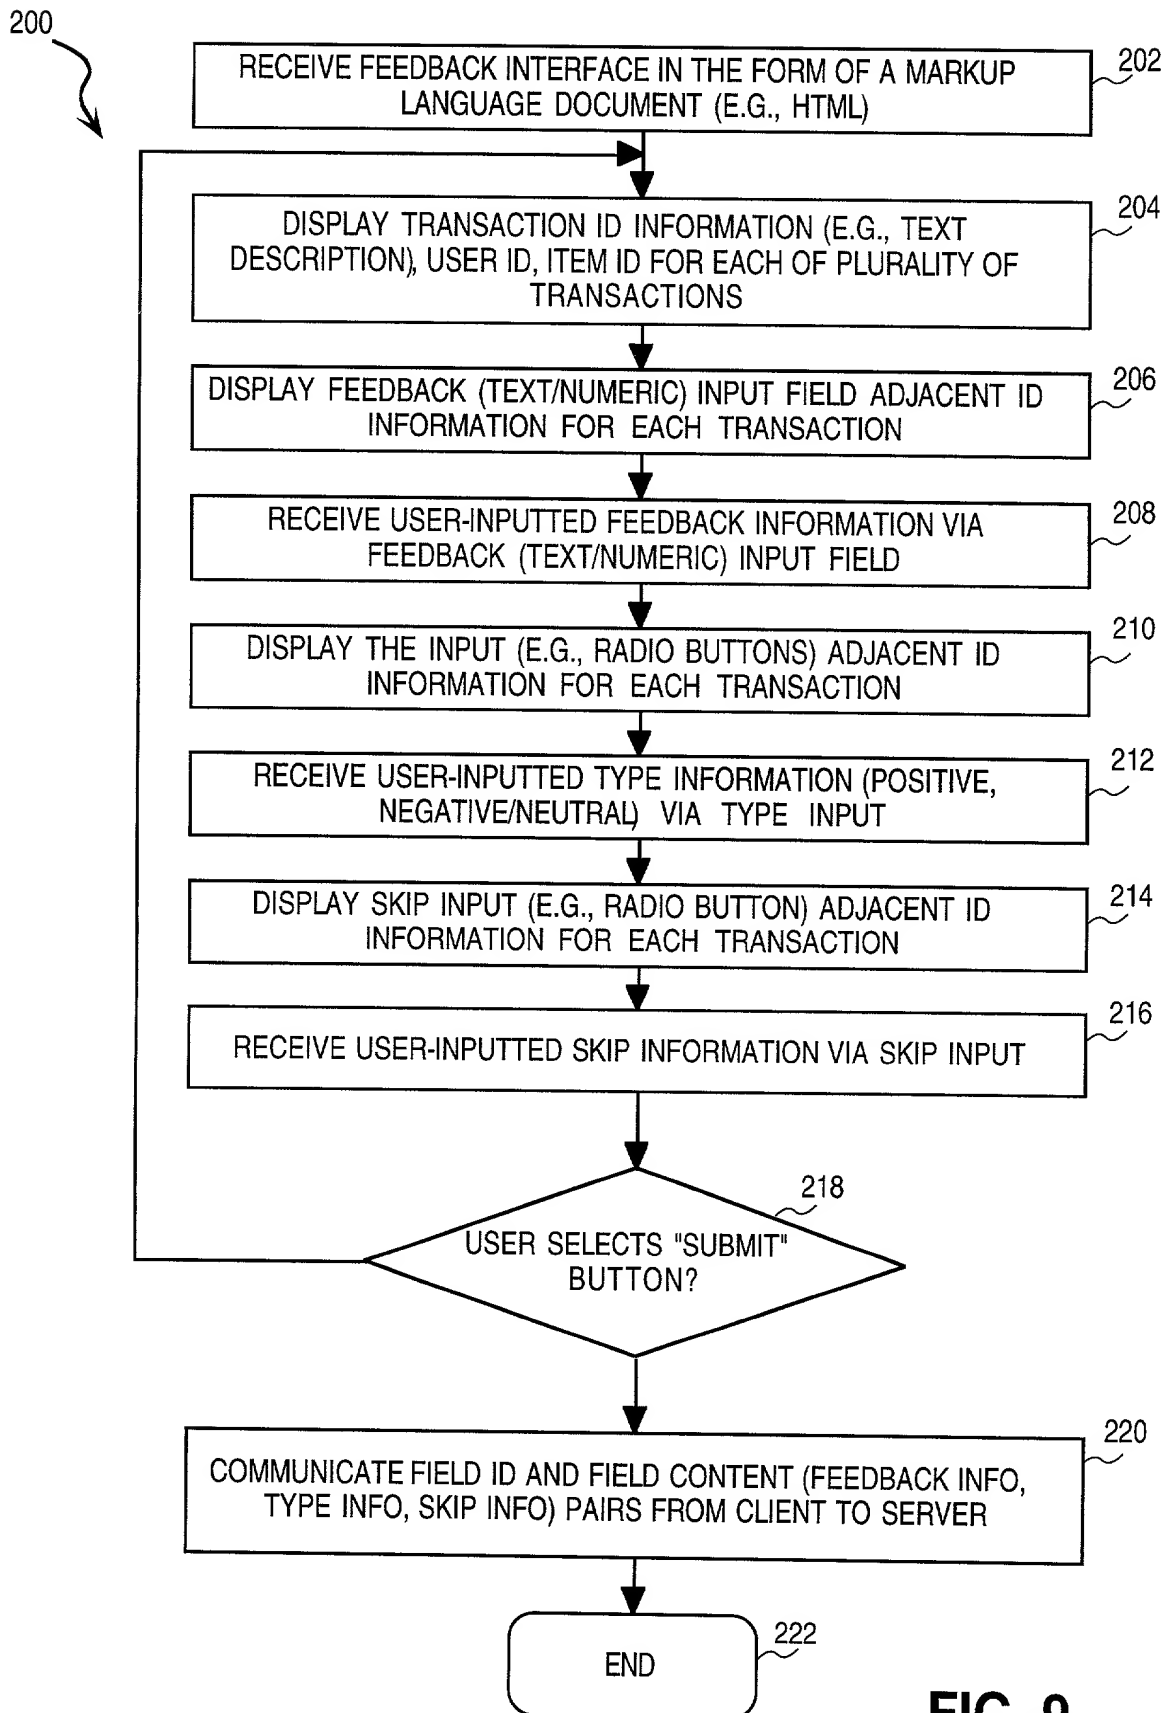 200
202
RECEIVE FEEDBACK INTERFACE IN THE FORM OF A MARKUP
LANGUAGE DOCUMENT (E.G., HTML)
204
DISPLAY TRANSACTION ID INFORMATION (E.G., TEXT
DESCRIPTION), USER ID, ITEM ID FOR EACH OF PLURALITY OF
TRANSACTIONS
206
DISPLAY FEEDBACK (TEXT/NUMERIC) INPUT FIELD ADJACENT ID
INFORMATION FOR EACH TRANSACTION
208
RECEIVE USER-INPUTTED FEEDBACK INFORMATION VIA
FEEDBACK (TEXT/NUMERIC) INPUT FIELD
210
DISPLAY THE INPUT (E.G., RADIO BUTTONS) ADJACENT ID
INFORMATION FOR EACH TRANSACTION
212
RECEIVE USER-INPUTTED TYPE INFORMATION (POSITIVE,
NEGATIVE/NEUTRAL) VIA TYPE INPUT
214
DISPLAY SKIP INPUT (E.G., RADIO BUTTON) ADJACENT ID
INFORMATION FOR EACH TRANSACTION
216
RECEIVE USER-INPUTTED SKIP INFORMATION VIA SKIP INPUT
218
USER SELECTS "SUBMIT"
BUTTON?
220
COMMUNICATE FIELD ID AND FIELD CONTENT (FEEDBACK INFO,
TYPE INFO, SKIP INFO) PAIRS FROM CLIENT TO SERVER
222
END
FIG. 9